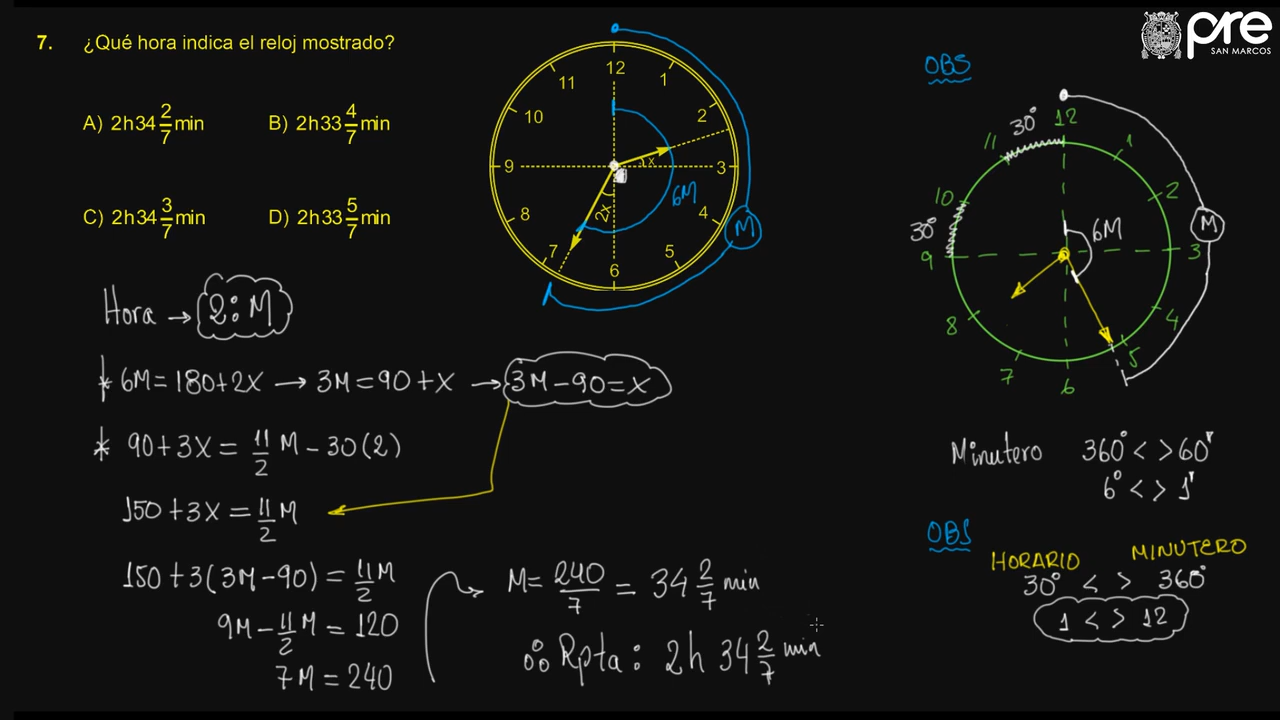 7. ¿Qué hora indica el reloj mostrado?
A) 2h34 2/7 min
B) 2h33 4/7 min
C) 2h34 3/7 min
D) 2h33 5/7 min
12
1
2
3
4
5
6
7
8
9
10
11
x
2x
6M
M
Hora → 2:M
* 6M = 180+2X → 3M = 90+X → 3M-90 = X
* 90+3X = 11/2 M - 30(2)
150+3X = 11/2 M
150+3(3M-90) = 11/2 M
9M - 11/2 M = 120
7M = 240
M = 240/7 = 34 2/7 min
∴ Rpta: 2h 34 2/7 min
pre
SAN MARCOS
OBS
30°
12
1
2
3
4
5
6
7
8
9
10
11
30°
6M
M
Minutero 360° < > 60'
6° < > 1'
OBS
HORARIO MINUTERO
30° < > 360°
1 < > 12